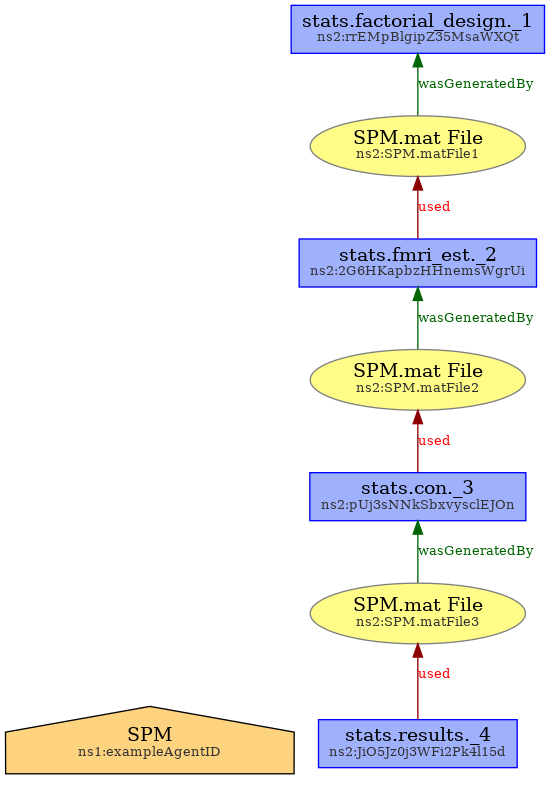 stats.factorial_design._1
ns2:rrEMpBlgipZ35MsaWXQt
wasGeneratedBy
SPM.mat File
ns2:SPM.matFile1
used
stats.fmri_est._2
ns2:2G6HKapbzHHnemsWgrUi
wasGeneratedBy
SPM.mat File
ns2:SPM.matFile2
used
stats.con._3
ns2:pUj3sNNkSbxvysclEJOn
wasGeneratedBy
SPM.mat File
ns2:SPM.matFile3
used
SPM
ns1:exampleAgentID
stats.results._4
ns2:JiO5Jz0j3WFi2Pk4l15d